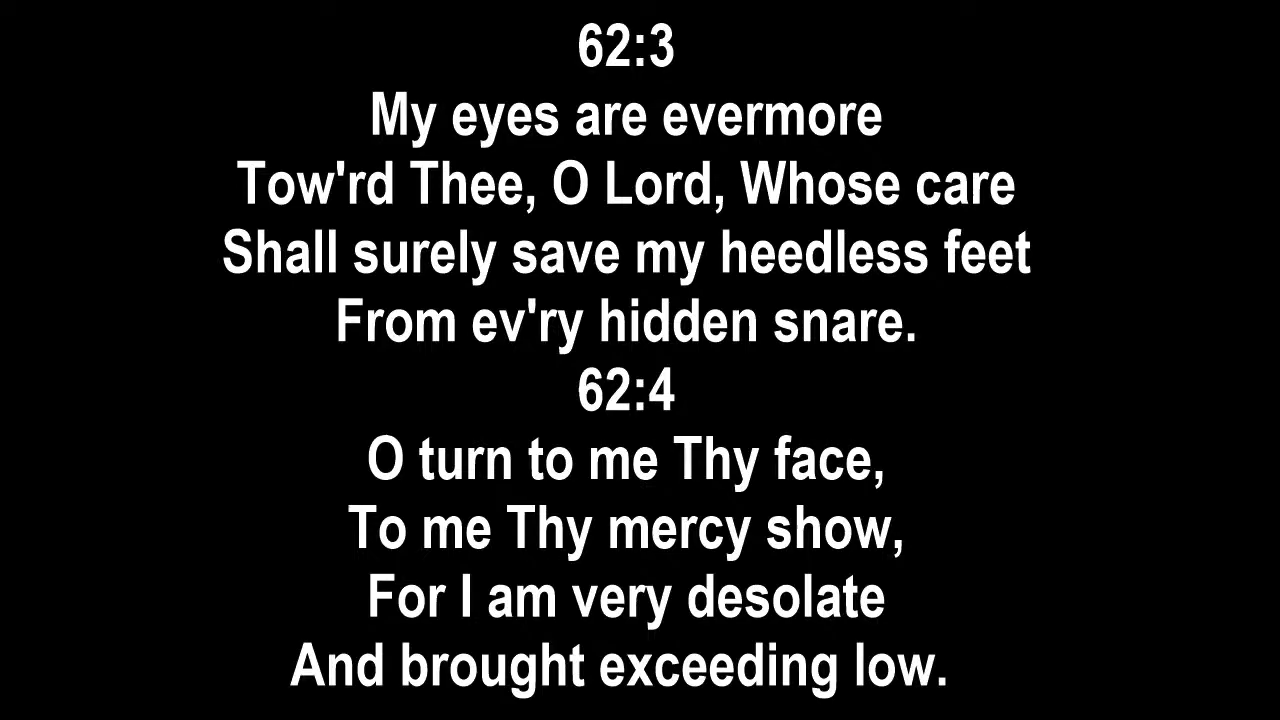 62:3
My eyes are evermore
Tow'rd Thee, O Lord, Whose care
Shall surely save my heedless feet
From ev'ry hidden snare.
62:4
O turn to me Thy face,
To me Thy mercy show,
For I am very desolate
And brought exceeding low.